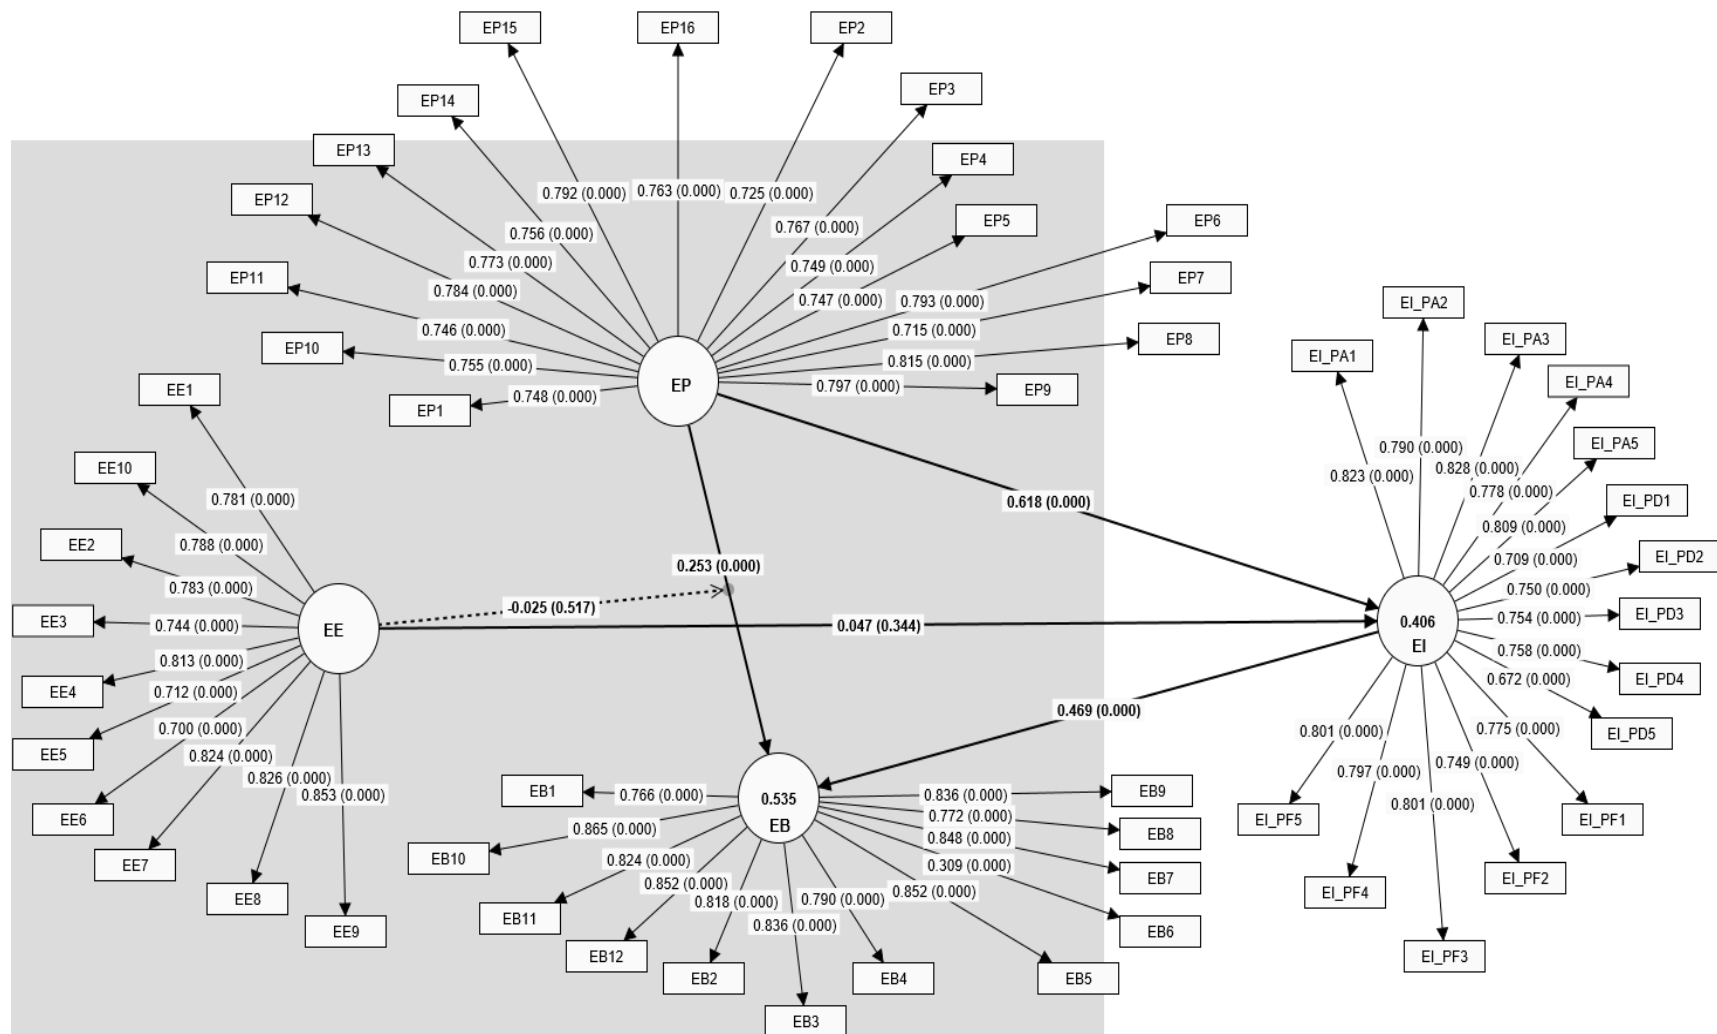 EP15
EP16
EP2
EP3
EP14
EP13
EP4
EP12
0.792 (0.000)
0.763 (0.000)
0.725 (0.000)
EP5
EP6
0.756 (0.000)
0.767 (0.000)
0.773 (0.000)
0.749 (0.000)
EP11
0.784 (0.000)
0.747 (0.000)
0.793 (0.000)
EP7
EI_PA2
0.746 (0.000)
0.715 (0.000)
EP8
EI_PA3
EP10
0.755 (0.000)
0.815 (0.000)
EI_PA1
EP
EI_PA4
EE1
0.748 (0.000)
0.797 (0.000)
EP9
EP1
EI_PA5
0.790 (0.000)
EE10
0.823 (0.000)
0.828 (0.000)
0.781 (0.000)
0.618 (0.000)
0.778 (0.000)
EI_PD1
0.809 (0.000)
EE2
0.788 (0.000)
0.709 (0.000)
EI_PD2
0.253 (0.000)
0.783 (0.000)
0.750 (0.000)
-0.025 (0.517)
EE3
0.744 (0.000)
EE
0.047 (0.344)
0.406
EI
0.754 (0.000)
EI_PD3
0.813 (0.000)
0.758 (0.000)
EE4
0.712 (0.000)
0.672 (0.000)
EI_PD4
0.469 (0.000)
0.700 (0.000)
0.801 (0.000)
0.775 (0.000)
EI_PD5
EE5
0.824 (0.000)
0.797 (0.000)
0.749 (0.000)
0.826 (0.000)
0.853 (0.000)
EB1
0.766 (0.000)
0.535
EB
0.836 (0.000)
EB9
0.801 (0.000)
EE6
0.865 (0.000)
0.772 (0.000)
EI_PF5
EI_PF1
0.848 (0.000)
EB8
EB10
0.824 (0.000)
0.309 (0.000)
EE7
0.852 (0.000)
0.852 (0.000)
EB7
EI_PF2
EE8
0.818 (0.000)
0.790 (0.000)
EI_PF4
EB11
0.836 (0.000)
EE9
EB6
EB12
EI_PF3
EB2
EB4
EB5
EB3